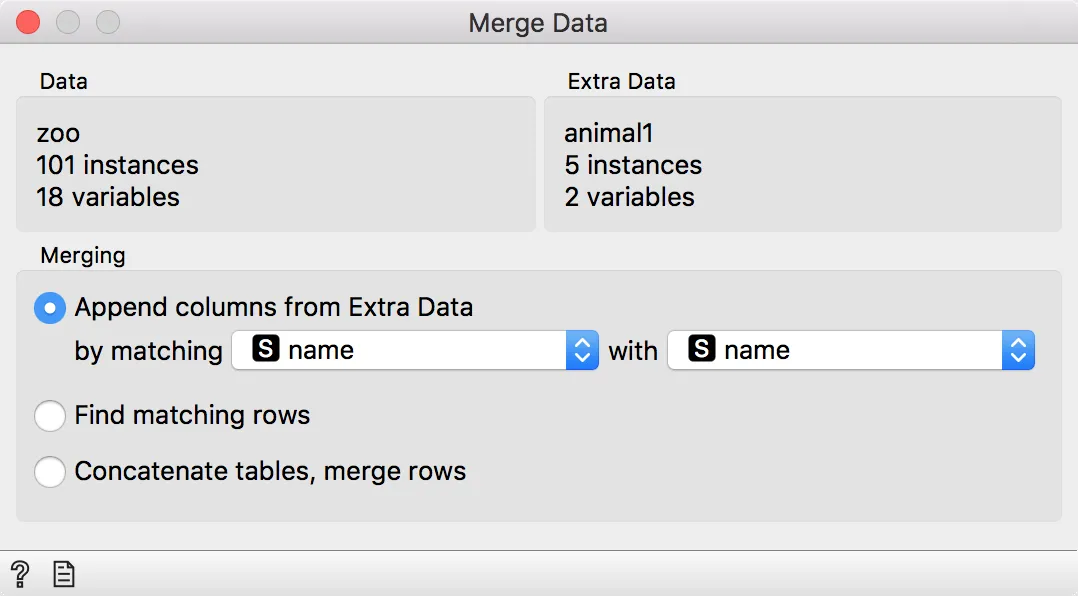 Merge Data
Data
zoo
101 instances
18 variables
Extra Data
animal1
5 instances
2 variables
Merging
Append columns from Extra Data
by matching S name with S name
Find matching rows
Concatenate tables, merge rows
?